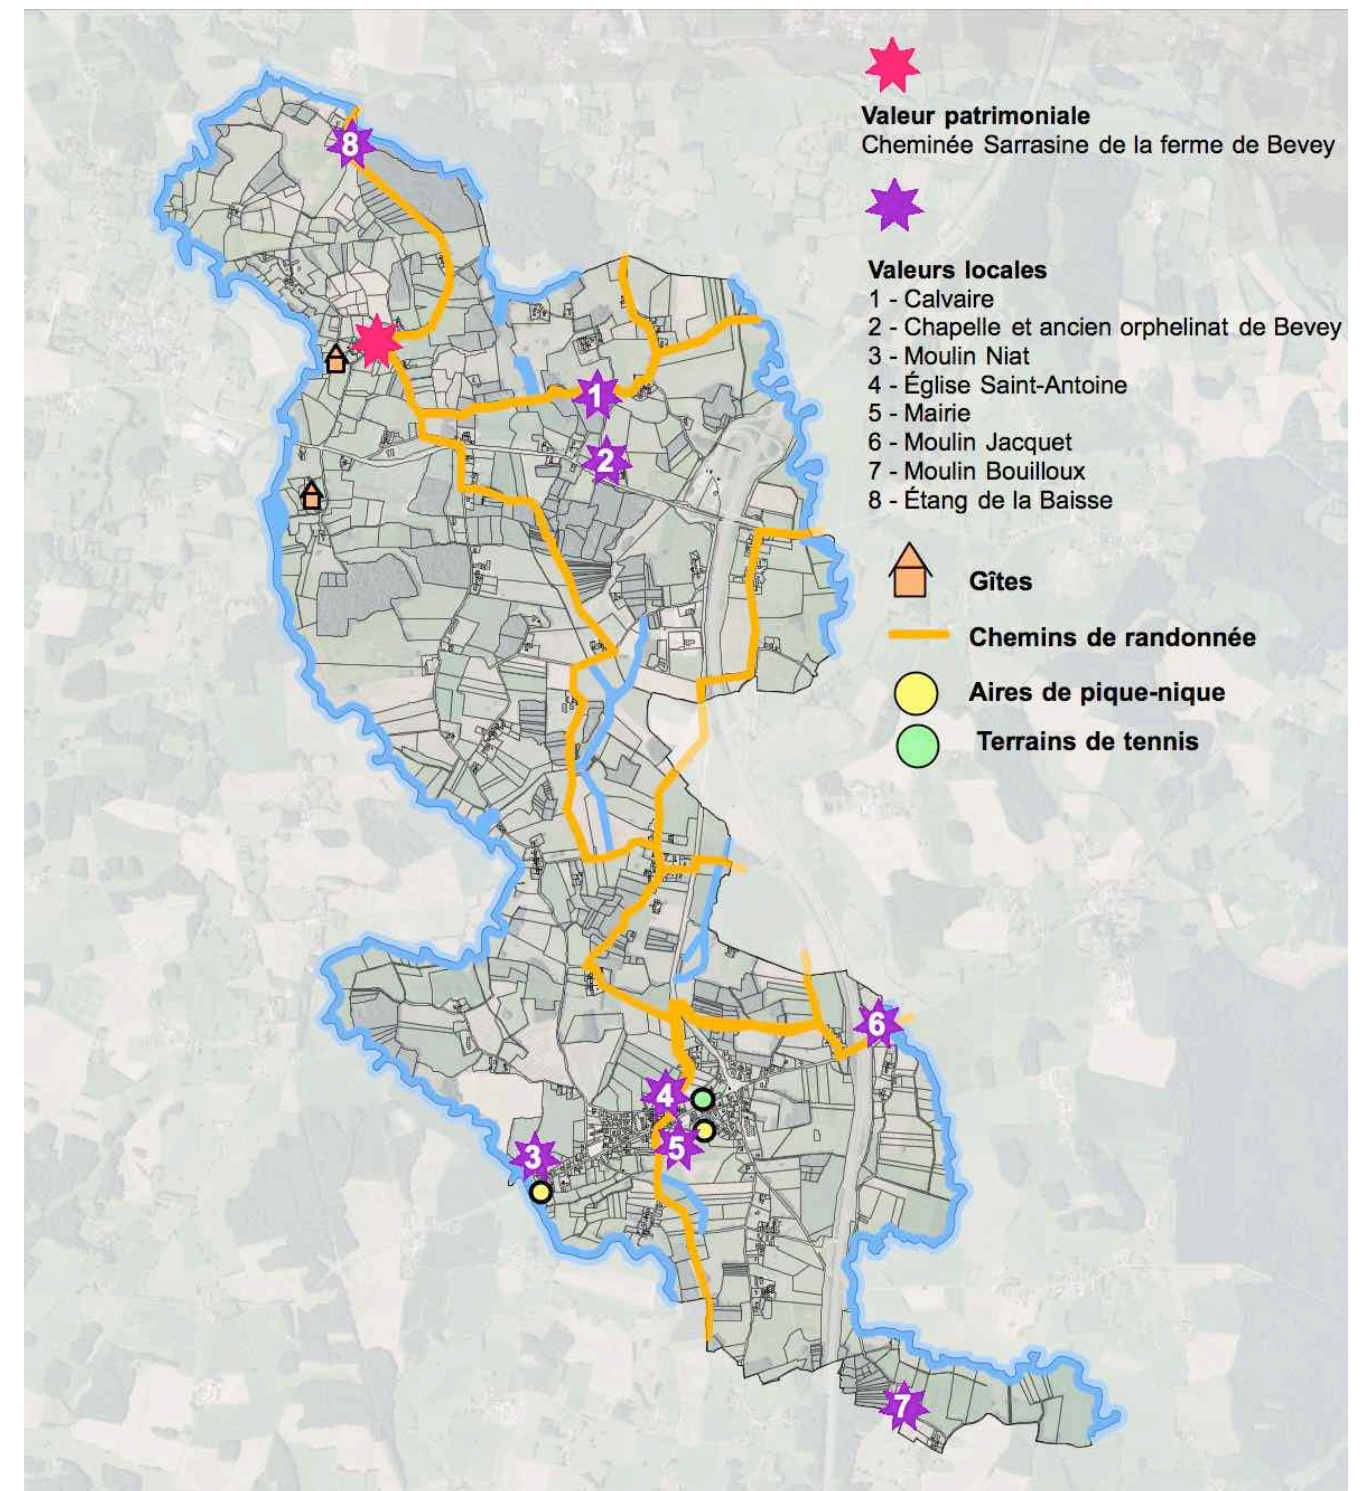 Valeur patrimoniale
Cheminée Sarrasine de la ferme de Bevey
Valeurs locales
1 - Calvaire
2 - Chapelle et ancien orphelinat de Bevey
3 - Moulin Niat
4 - Église Saint-Antoine
5 - Mairie
6 - Moulin Jacquet
7 - Moulin Bouilloux
8 - Étang de la Baisse
Gîtes
Chemins de randonnée
Aires de pique-nique
Terrains de tennis
8
1
2
6
4
5
3
7